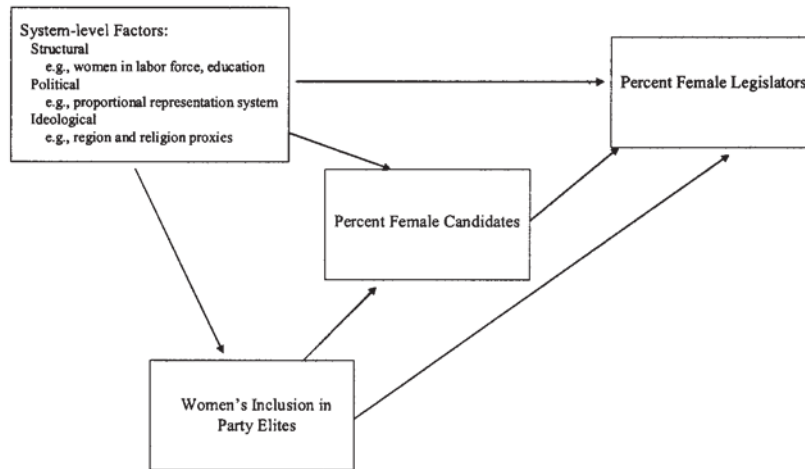 System-level Factors:
Structural
e.g., women in labor force, education
Political
e.g., proportional representation system
Ideological
e.g., region and religion proxies
Percent Female Legislators
Percent Female Candidates
Women's Inclusion in
Party Elites